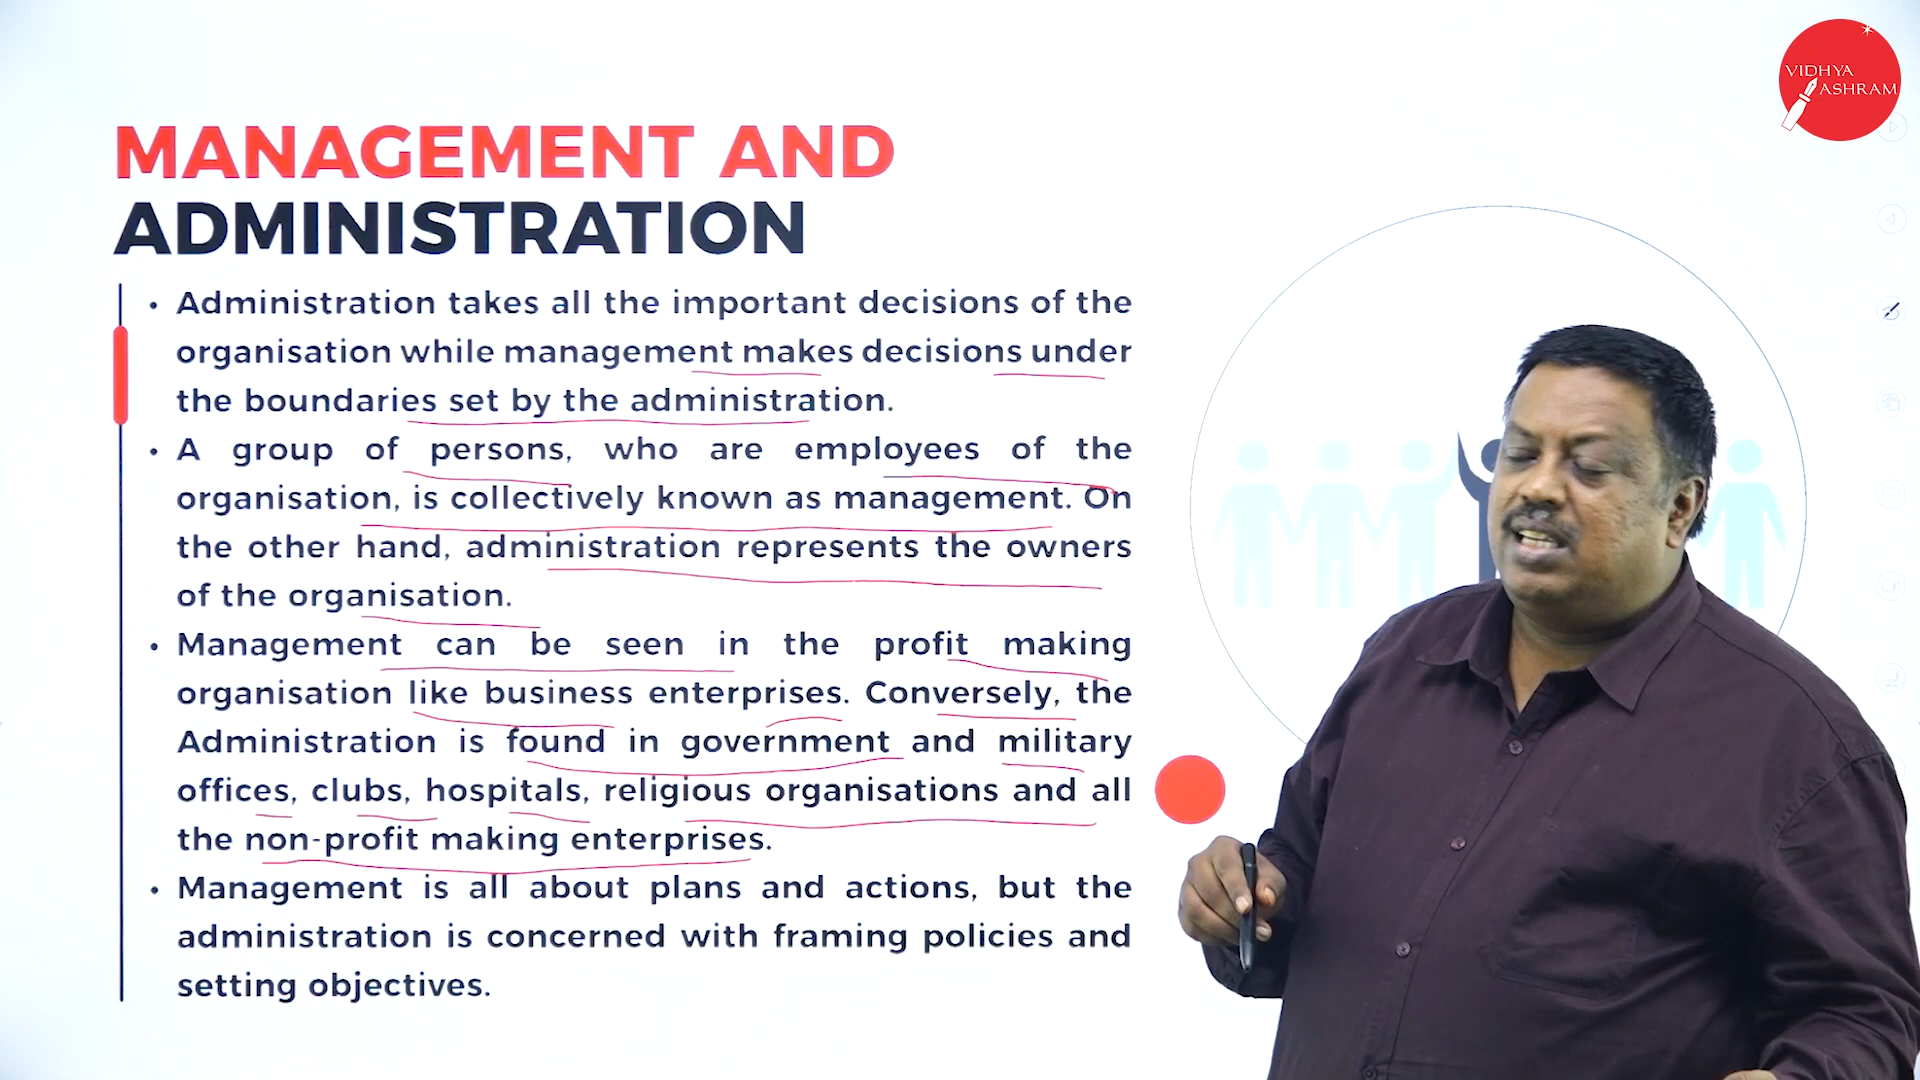 VIDHYA
ASHRAM
MANAGEMENT AND
ADMINISTRATION
• Administration takes all the important decisions of the
organisation while management makes decisions under
the boundaries set by the administration.
• A group of persons, who are employees of the
organisation, is collectively known as management. On
the other hand, administration represents the owners
of the organisation.
• Management can be seen in the profit making
organisation like business enterprises. Conversely, the
Administration is found in government and military
offices, clubs, hospitals, religious organisations and all
the non-profit making enterprises.
• Management is all about plans and actions, but the
administration is concerned with framing policies and
setting objectives.